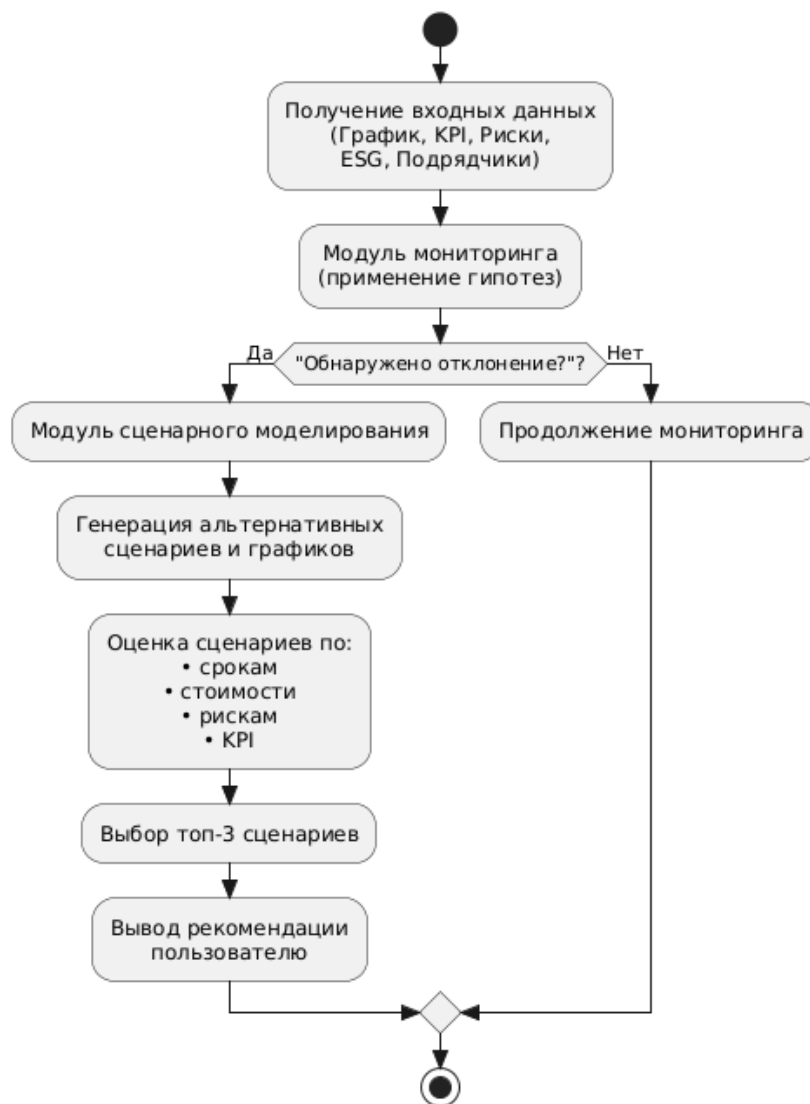 Получение входных данных
(График, KPI, Риски,
ESG, Подрядчики)
Модуль мониторинга
(применение гипотез)
Да
"Обнаружено отклонение?"?
Нет
Модуль сценарного моделирования
Продолжение мониторинга
Генерация альтернативных
сценариев и графиков
Оценка сценариев по:
• срокам
• стоимости
• рискам
• KPI
Выбор топ-3 сценариев
Вывод рекомендации
пользователю